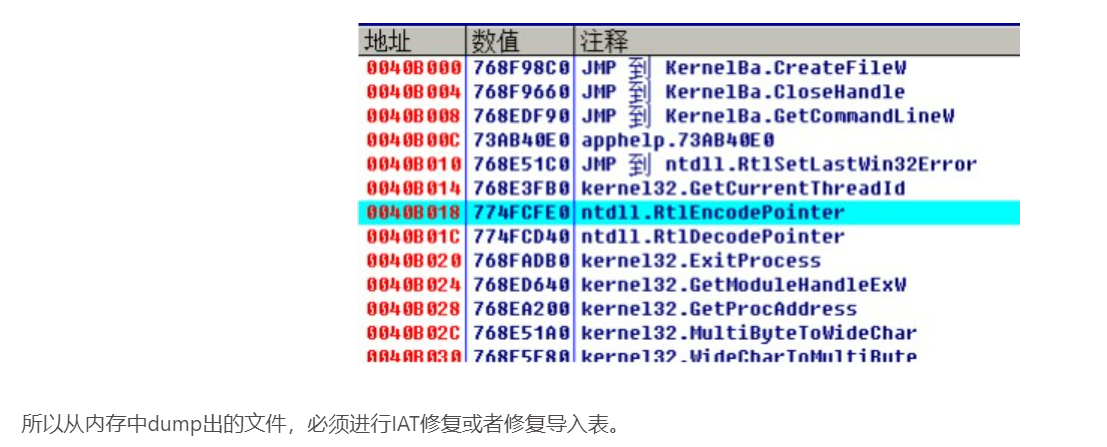 地址 数值 注释
0040B000 768F98C0 JMP 到 KernelBa.CreateFileW
0040B004 768F9660 JMP 到 KernelBa.CloseHandle
0040B008 768EDF90 JMP 到 KernelBa.GetCommandLineW
0040B00C 73AB40E0 apphelp.73AB40E0
0040B010 768E51C0 JMP 到 ntdll.RtlSetLastWin32Error
0040B014 768E3FB0 kernel32.GetCurrentThreadId
0040B018 774FCFE0 ntdll.RtlEncodePointer
0040B01C 774FCD40 ntdll.RtlDecodePointer
0040B020 768FADB0 kernel32.ExitProcess
0040B024 768ED640 kernel32.GetModuleHandleExW
0040B028 768EA200 kernel32.GetProcAddress
0040B02C 768E51A0 kernel32.MultiByteToWideChar
0040B030 768F5F80 kernel32.WideCharToMultiByte
所以从内存中dump出的文件，必须进行IAT修复或者修复导入表。